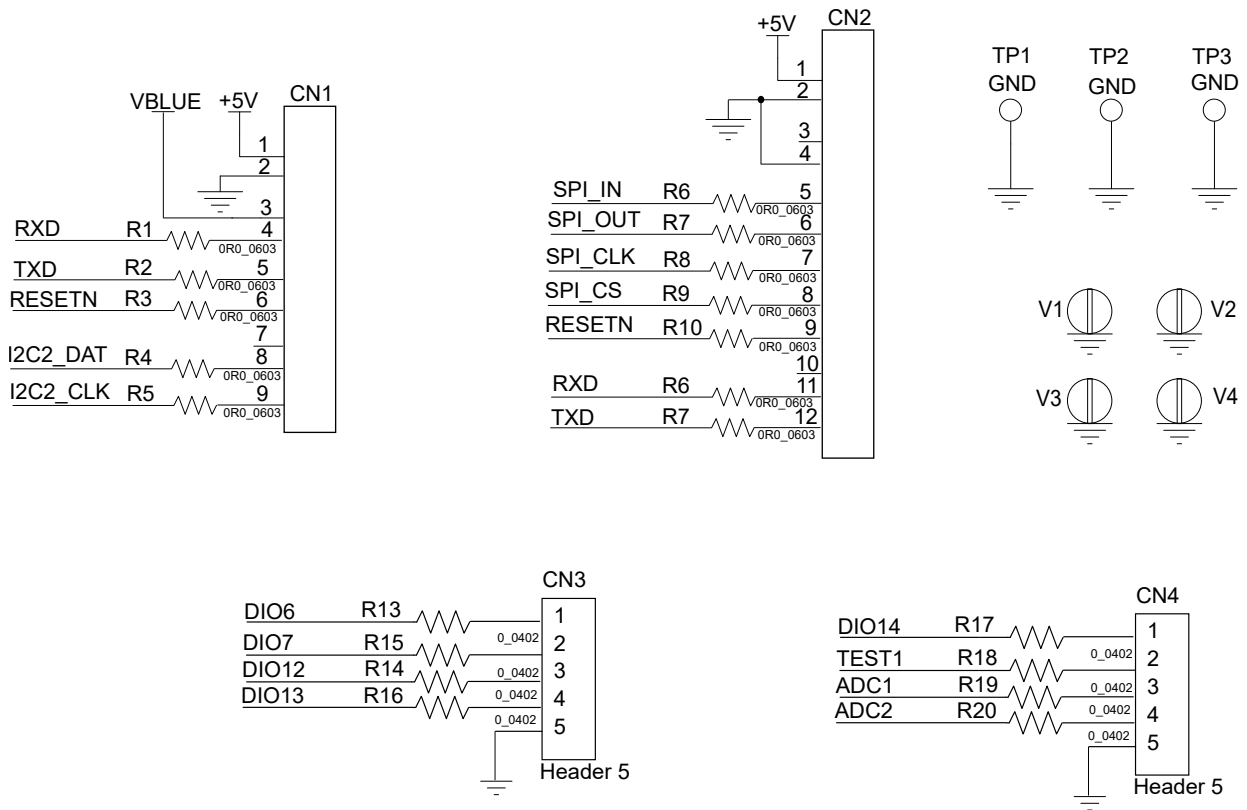 CN1
VBLUE +5V
1
2
3
RXD R1 4
0R0_0603
TXD R2 5
0R0_0603
RESETN R3 6
0R0_0603
7
I2C2_DAT R4 8
0R0_0603
I2C2_CLK R5 9
0R0_0603
CN2
+5V
1
2
3
4
SPI_IN R6 5
0R0_0603
SPI_OUT R7 6
0R0_0603
SPI_CLK R8 7
0R0_0603
SPI_CS R9 8
0R0_0603
RESETN R10 9
0R0_0603
10
RXD R6 11
0R0_0603
TXD R7 12
0R0_0603
TP1 TP2 TP3
GND GND GND
V1 V2
V3 V4
CN3
DIO6 R13 1
0_0402
DIO7 R15 2
0_0402
DIO12 R14 3
0_0402
DIO13 R16 4
0_0402
5
Header 5
CN4
DIO14 R17 1
0_0402
TEST1 R18 2
0_0402
ADC1 R19 3
0_0402
ADC2 R20 4
0_0402
5
Header 5